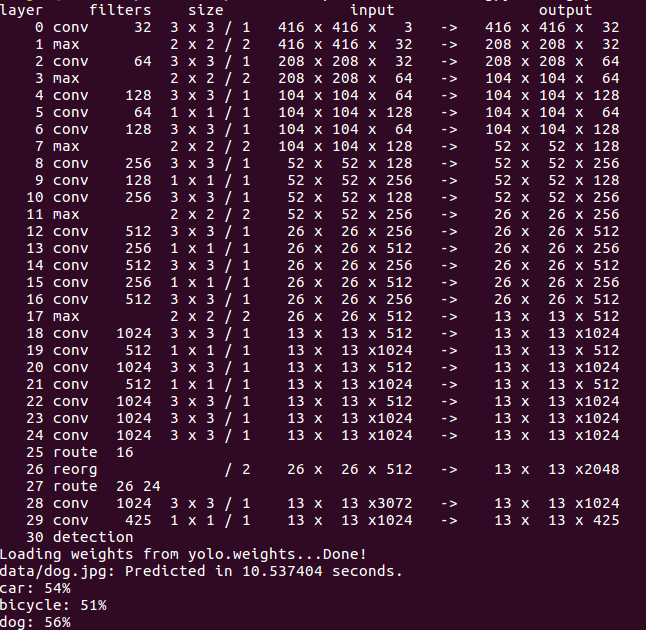 layer     filters    size              input                output
    0 conv     32  3 x 3 / 1   416 x 416 x   3   ->   416 x 416 x  32
    1 max          2 x 2 / 2   416 x 416 x  32   ->   208 x 208 x  32
    2 conv     64  3 x 3 / 1   208 x 208 x  32   ->   208 x 208 x  64
    3 max          2 x 2 / 2   208 x 208 x  64   ->   104 x 104 x  64
    4 conv    128  3 x 3 / 1   104 x 104 x  64   ->   104 x 104 x 128
    5 conv     64  1 x 1 / 1   104 x 104 x 128   ->   104 x 104 x  64
    6 conv    128  3 x 3 / 1   104 x 104 x  64   ->   104 x 104 x 128
    7 max          2 x 2 / 2   104 x 104 x 128   ->    52 x  52 x 128
    8 conv    256  3 x 3 / 1    52 x  52 x 128   ->    52 x  52 x 256
    9 conv    128  1 x 1 / 1    52 x  52 x 256   ->    52 x  52 x 128
   10 conv    256  3 x 3 / 1    52 x  52 x 128   ->    52 x  52 x 256
   11 max          2 x 2 / 2    52 x  52 x 256   ->    26 x  26 x 256
   12 conv    512  3 x 3 / 1    26 x  26 x 256   ->    26 x  26 x 512
   13 conv    256  1 x 1 / 1    26 x  26 x 512   ->    26 x  26 x 256
   14 conv    512  3 x 3 / 1    26 x  26 x 256   ->    26 x  26 x 512
   15 conv    256  1 x 1 / 1    26 x  26 x 512   ->    26 x  26 x 256
   16 conv    512  3 x 3 / 1    26 x  26 x 256   ->    26 x  26 x 512
   17 max          2 x 2 / 2    26 x  26 x 512   ->    13 x  13 x 512
   18 conv   1024  3 x 3 / 1    13 x  13 x 512   ->    13 x  13 x1024
   19 conv    512  1 x 1 / 1    13 x  13 x1024   ->    13 x  13 x 512
   20 conv   1024  3 x 3 / 1    13 x  13 x 512   ->    13 x  13 x1024
   21 conv    512  1 x 1 / 1    13 x  13 x1024   ->    13 x  13 x 512
   22 conv   1024  3 x 3 / 1    13 x  13 x 512   ->    13 x  13 x1024
   23 conv   1024  3 x 3 / 1    13 x  13 x1024   ->    13 x  13 x1024
   24 conv   1024  3 x 3 / 1    13 x  13 x1024   ->    13 x  13 x1024
   25 route  16
   26 reorg              / 2    26 x  26 x 512   ->    13 x  13 x2048
   27 route  26 24
   28 conv   1024  3 x 3 / 1    13 x  13 x3072   ->    13 x  13 x1024
   29 conv    425  1 x 1 / 1    13 x  13 x1024   ->    13 x  13 x 425
   30 detection
Loading weights from yolo.weights...Done!
data/dog.jpg: Predicted in 10.537404 seconds.
car: 54%
bicycle: 51%
dog: 56%